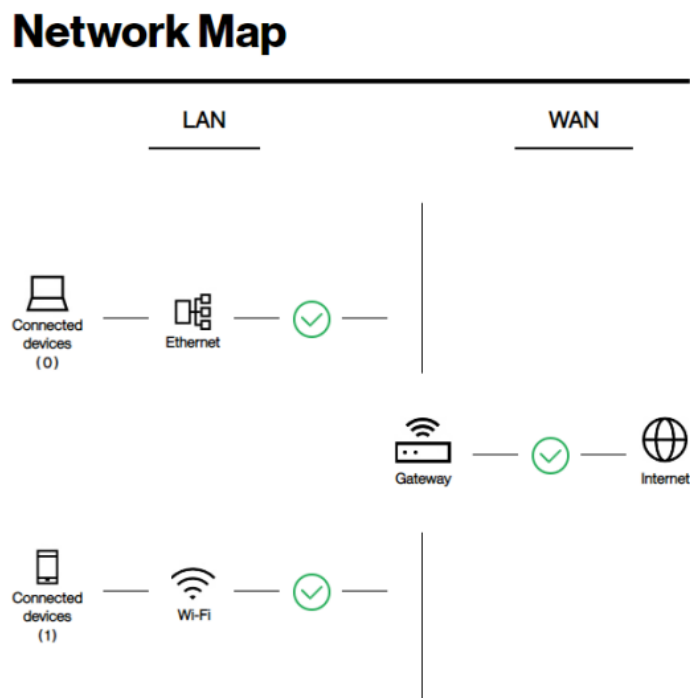 Network Map
LAN
WAN
Connected
devices
(0)
Ethernet
Gateway
Internet
Connected
devices
(1)
Wi-Fi